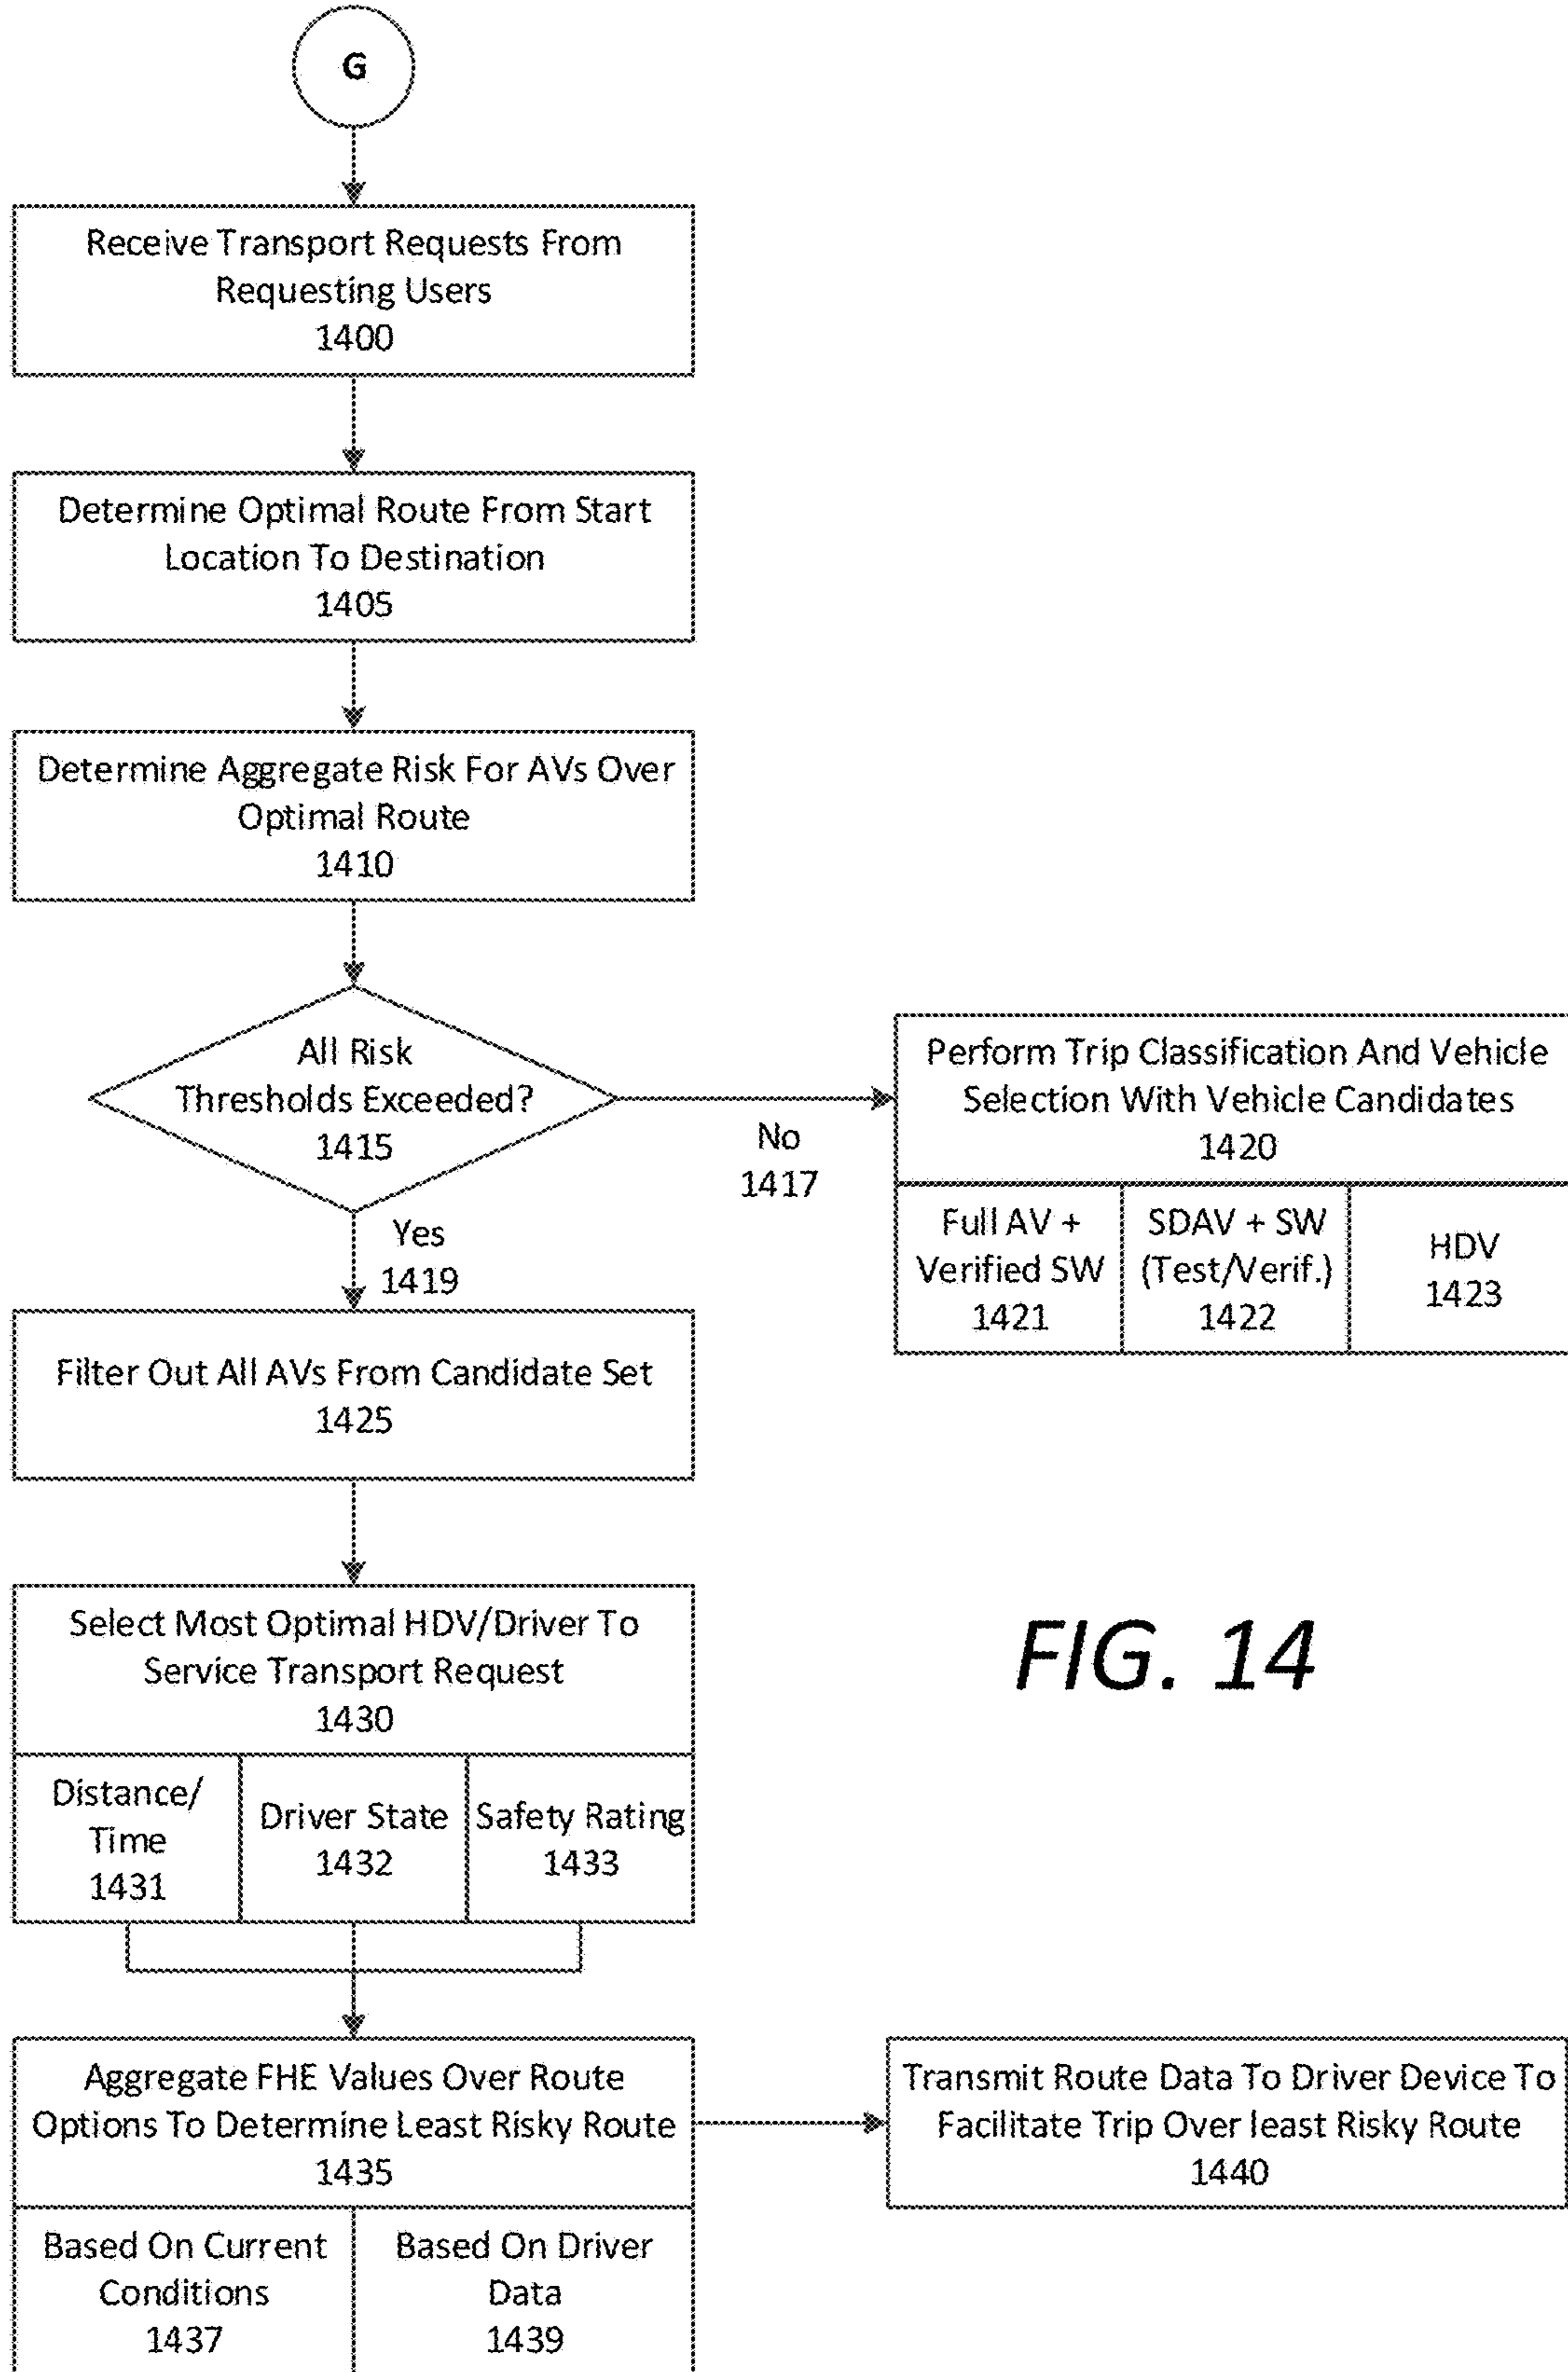 G
Receive Transport Requests From
Requesting Users
1400
Determine Optimal Route From Start
Location To Destination
1405
Determine Aggregate Risk For AVs Over
Optimal Route
1410
All Risk
Thresholds Exceeded?
1415
No
1417
Perform Trip Classification And Vehicle
Selection With Vehicle Candidates
1420
Full AV +
Verified SW
1421
SDAV + SW
(Test/Verif.)
1422
HDV
1423
Yes
1419
Filter Out All AVs From Candidate Set
1425
Select Most Optimal HDV/Driver To
Service Transport Request
1430
Distance/
Time
1431
Driver State
1432
Safety Rating
1433
FIG. 14
Aggregate FHE Values Over Route
Options To Determine Least Risky Route
1435
Based On Current
Conditions
1437
Based On Driver
Data
1439
Transmit Route Data To Driver Device To
Facilitate Trip Over least Risky Route
1440